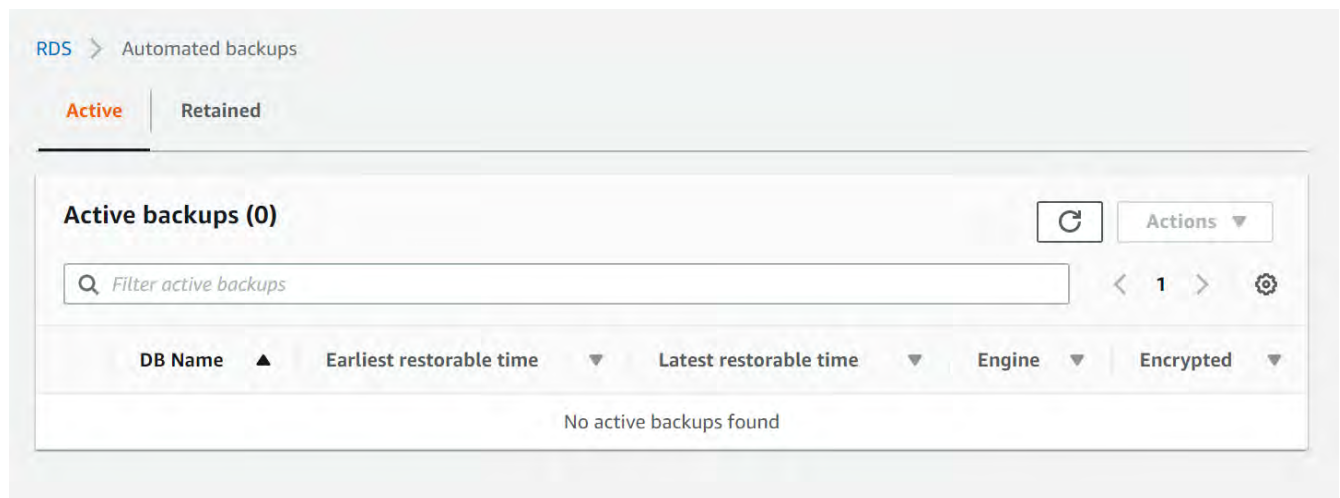 RDS > Automated backups
Active Retained
Active backups (0)
Actions
Filter active backups
1
DB Name Earliest restorable time Latest restorable time Engine Encrypted
No active backups found